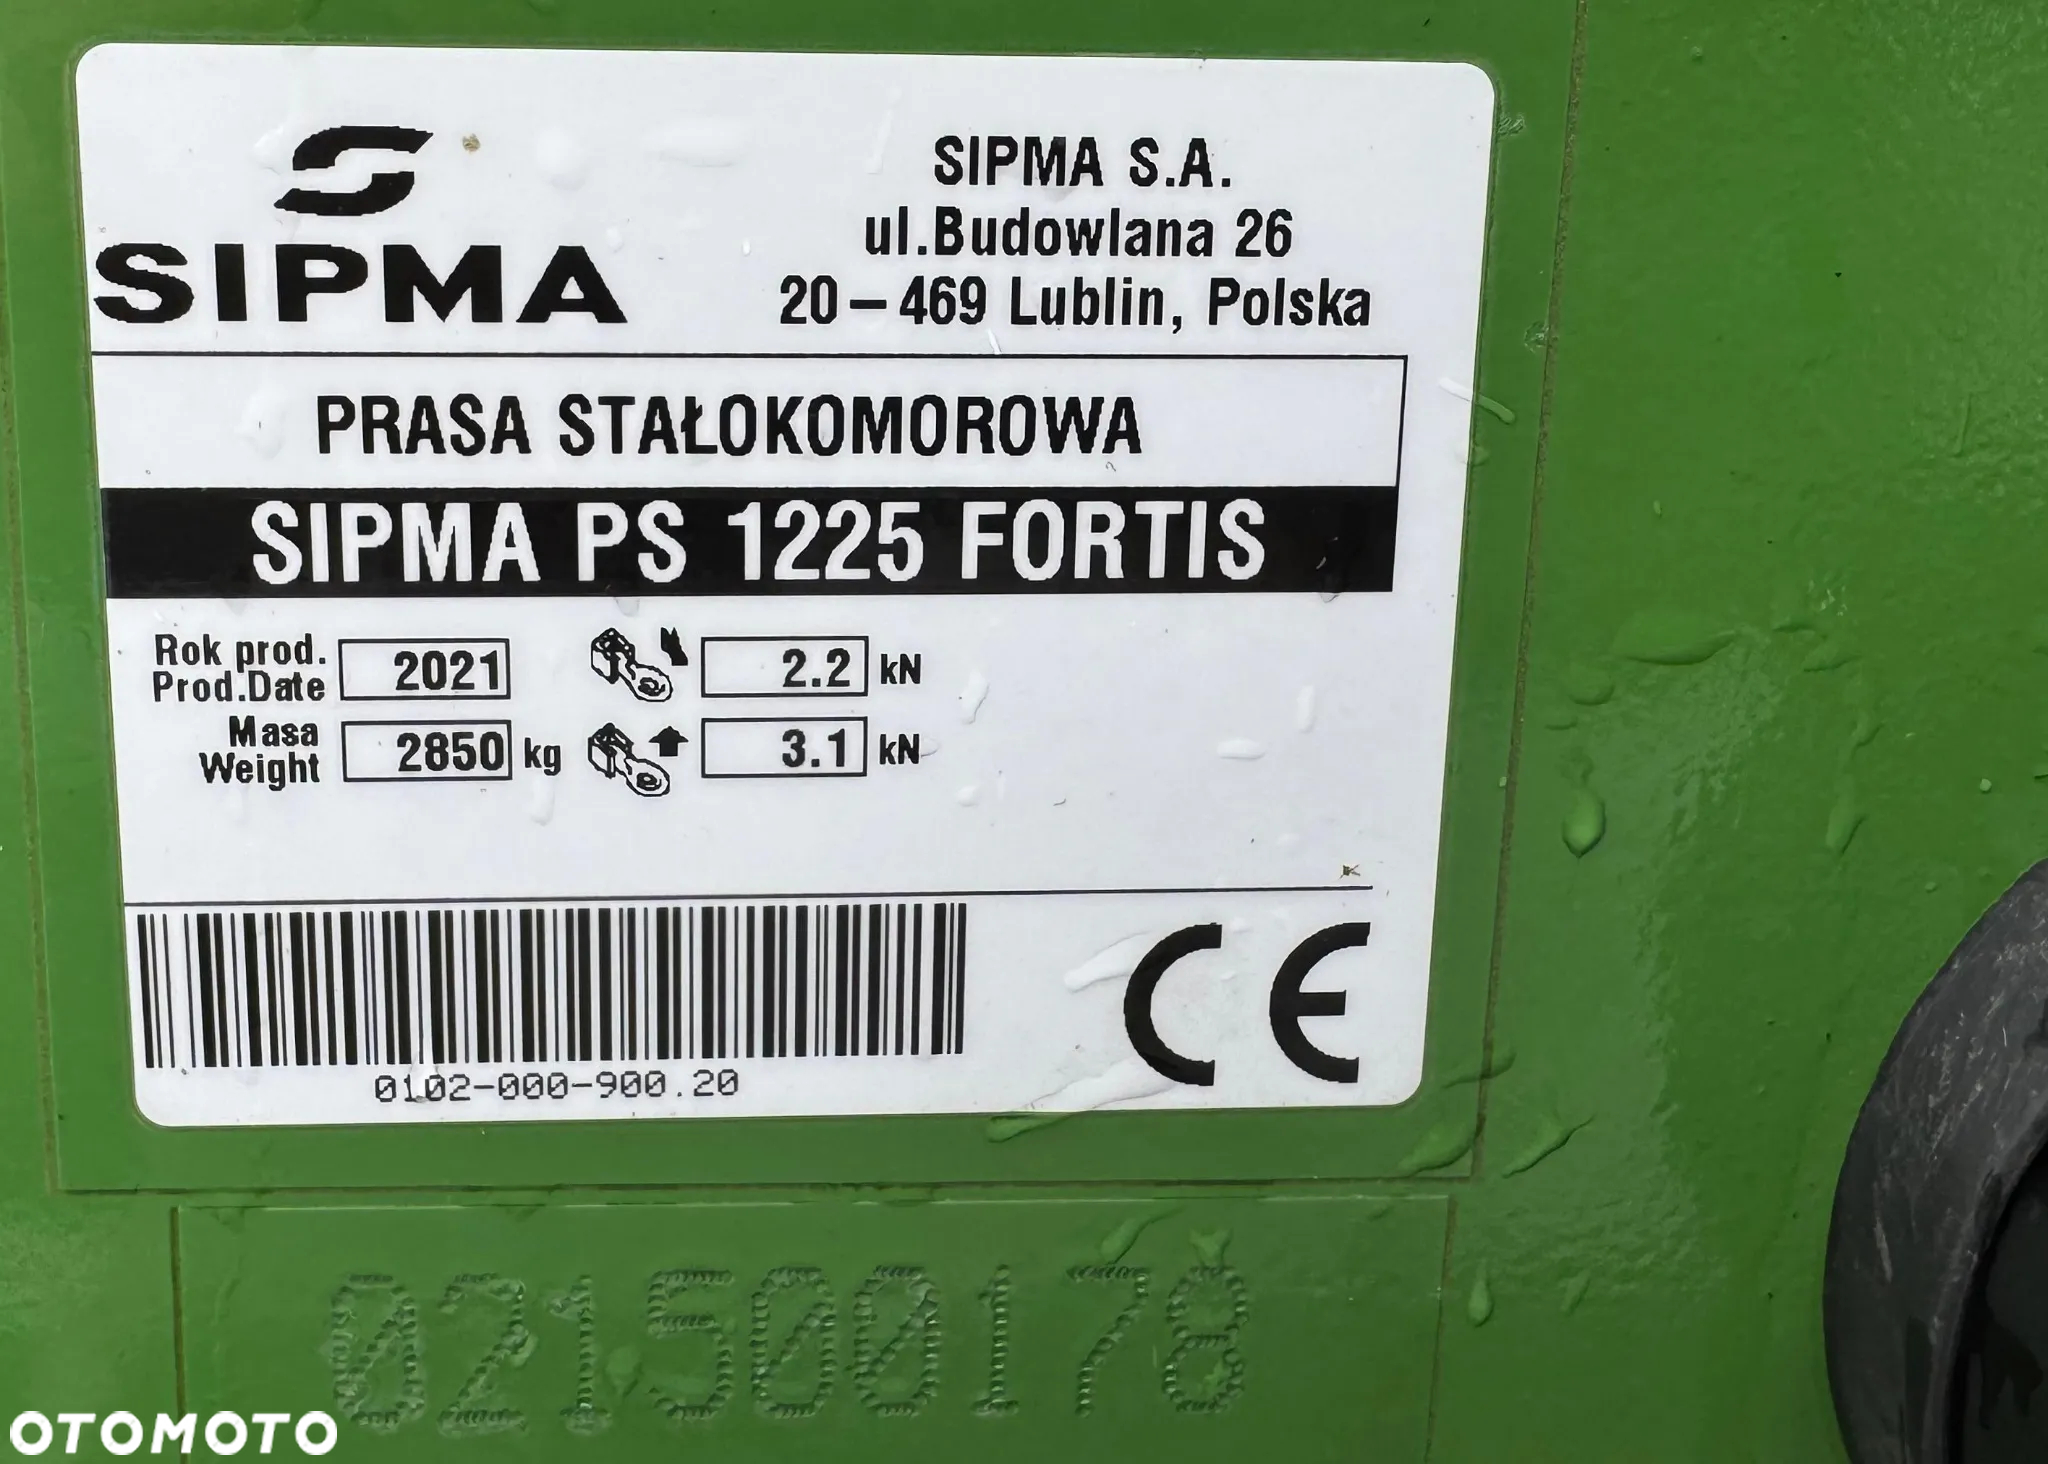 SIPMA
SIPMA S.A.
ul.Budowlana 26
20-469 Lublin, Polska
PRASA STAŁOKOMOROWA
SIPMA PS 1225 FORTIS
Rok prod.
Prod.Date
2021
2.2 kN
Masa
Weight
2850 kg
3.1 kN
0102-000-900.20
CE
021500178
OTOMOTO